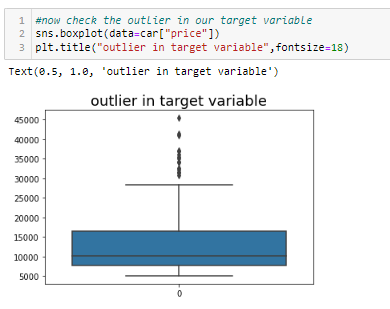 1 #now check the outlier in our target variable
2 sns.boxplot(data=car["price"])
3 plt.title("outlier in target variable",fontsize=18)
Text(0.5, 1.0, 'outlier in target variable')
outlier in target variable
45000
40000
35000
30000
25000
20000
15000
10000
5000
0